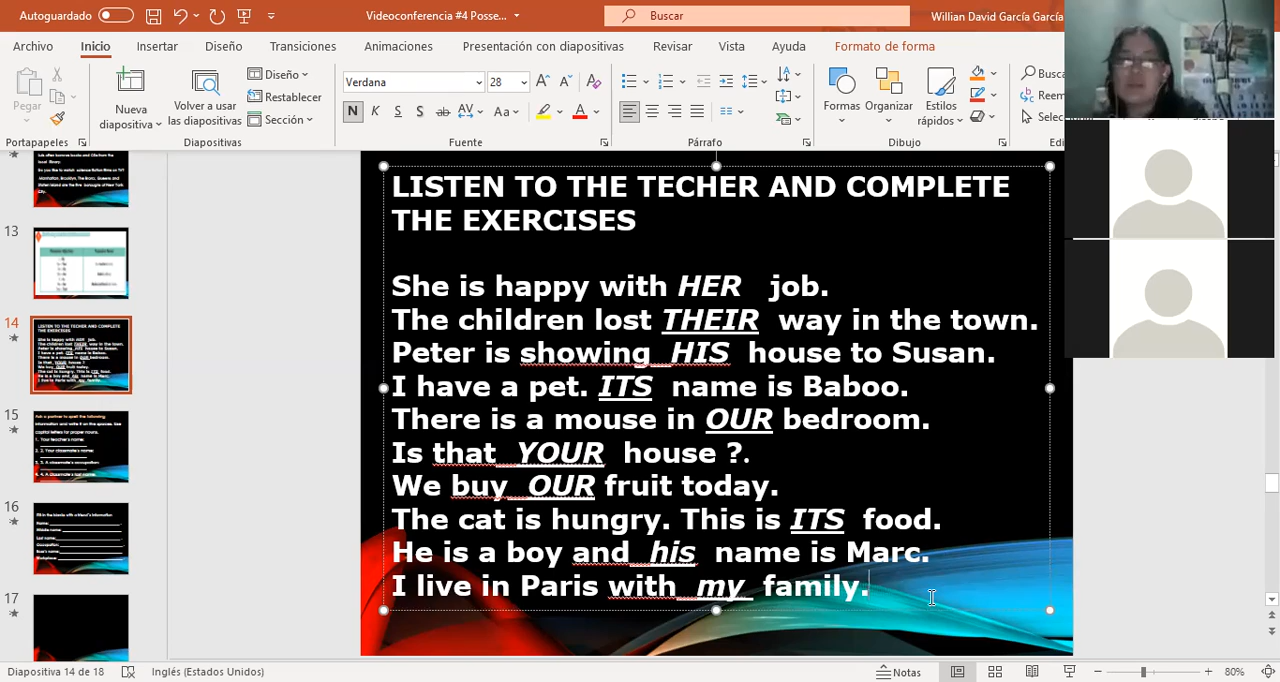 Autoguardado
Videoconferencia #4 Posse...
Buscar
Willian David García García
Archivo Inicio Insertar Diseño Transiciones Animaciones Presentación con diapositivas Revisar Vista Ayuda Formato de forma
Pegar
Nueva diapositiva
Volver a usar las diapositivas
Diseño
Restablecer
Sección
Verdana 28
N K S S ab AV Aa A
Formas Organizar Estilos rápidos
Busca
Reem
Selecc
Portapapeles Diapositivas Fuente Párrafo Dibujo Edi
13
14
15
16
17
LISTEN TO THE TECHER AND COMPLETE
THE EXERCISES
She is happy with HER job.
The children lost THEIR way in the town.
Peter is showing HIS house to Susan.
I have a pet. ITS name is Baboo.
There is a mouse in OUR bedroom.
Is that YOUR house ?.
We buy OUR fruit today.
The cat is hungry. This is ITS food.
He is a boy and his name is Marc.
I live in Paris with my family.
Diapositiva 14 de 18 Inglés (Estados Unidos) Notas 80%